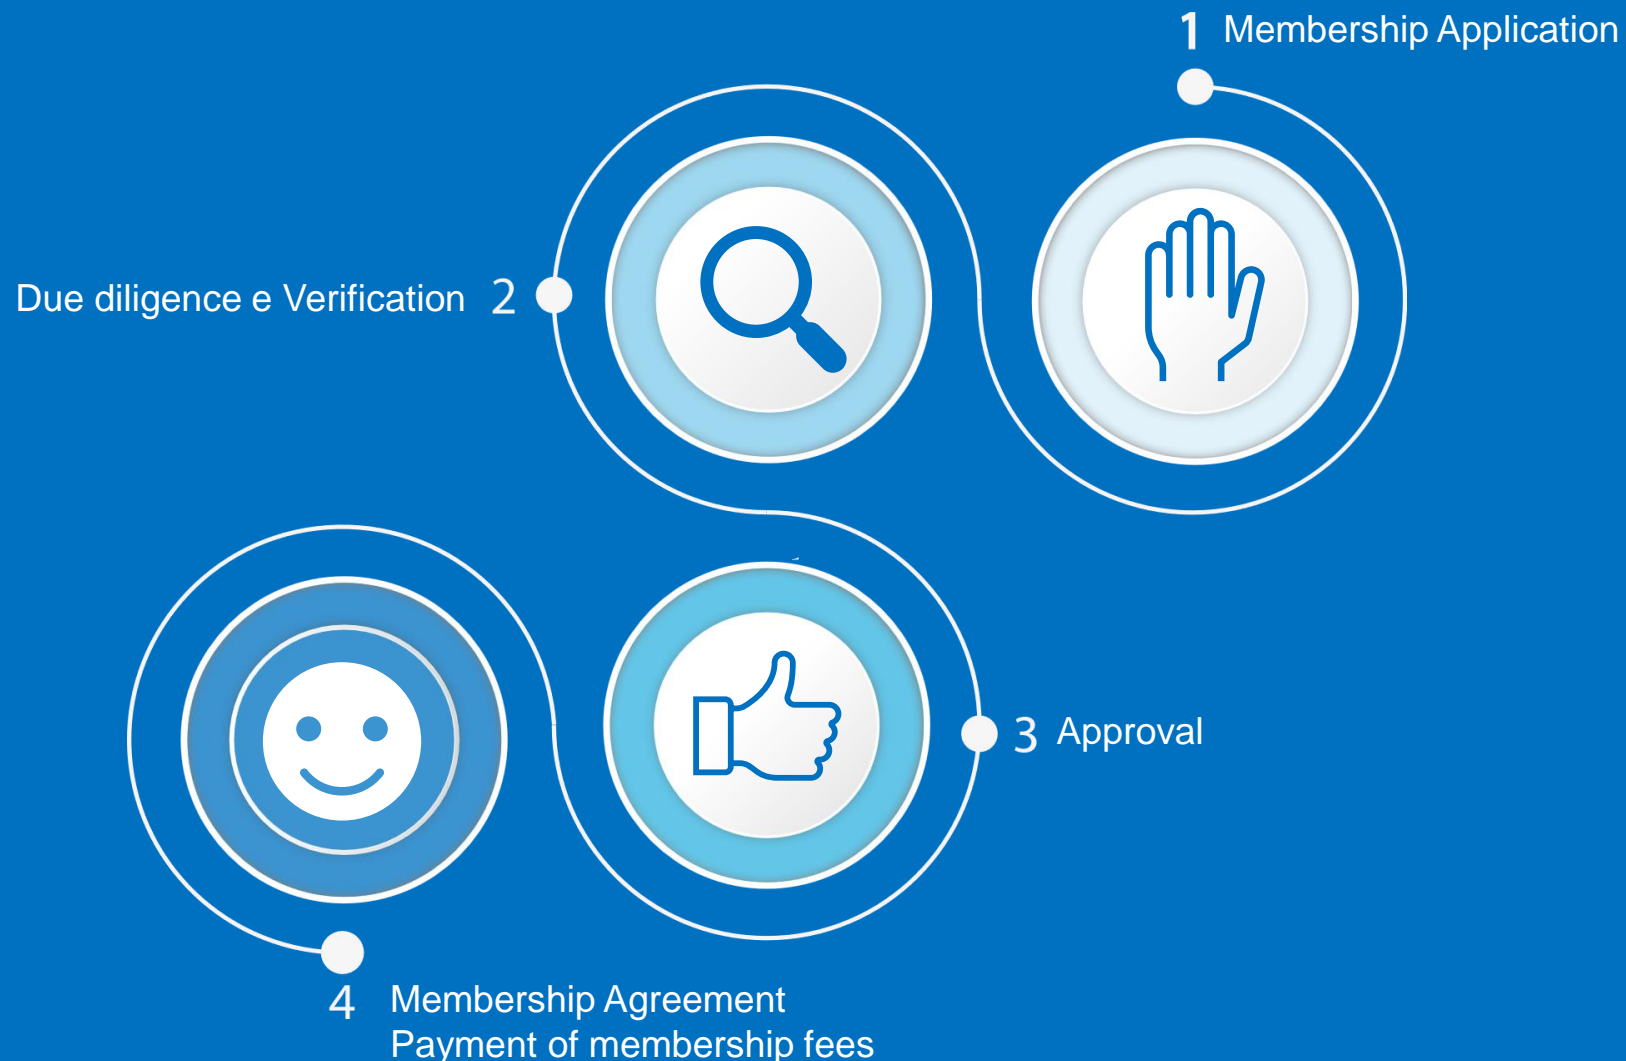 1 Membership Application
Due diligence e Verification 2
3 Approval
4 Membership Agreement
Payment of membership fees